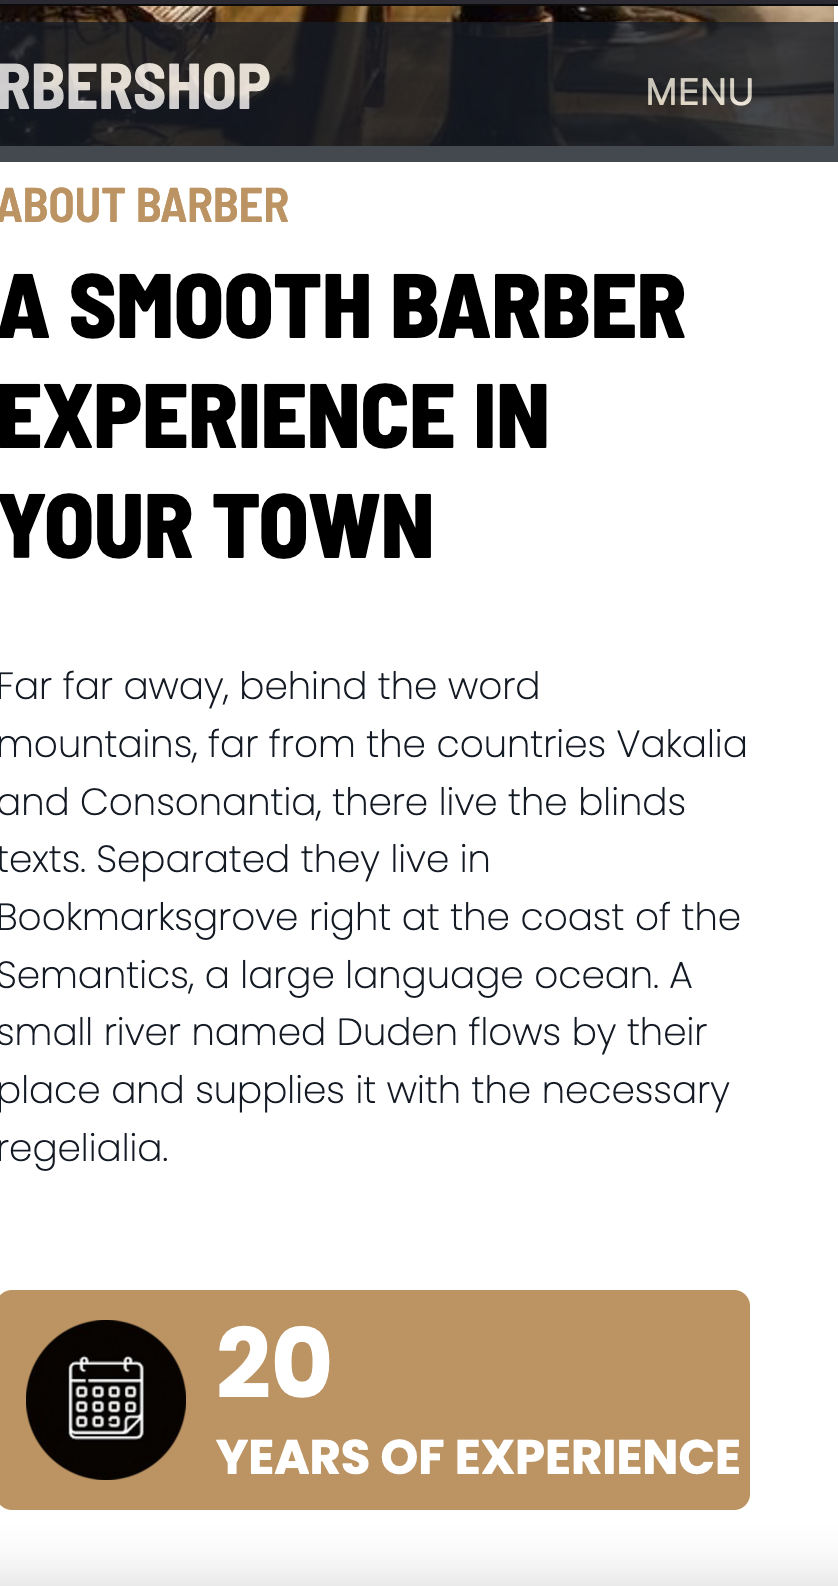 RBERSHOP
MENU
ABOUT BARBER
A SMOOTH BARBER
EXPERIENCE IN
YOUR TOWN
Far far away, behind the word
mountains, far from the countries Vakalia
and Consonantia, there live the blinds
texts. Separated they live in
Bookmarksgrove right at the coast of the
Semantics, a large language ocean. A
small river named Duden flows by their
place and supplies it with the necessary
regelialia.
20
YEARS OF EXPERIENCE